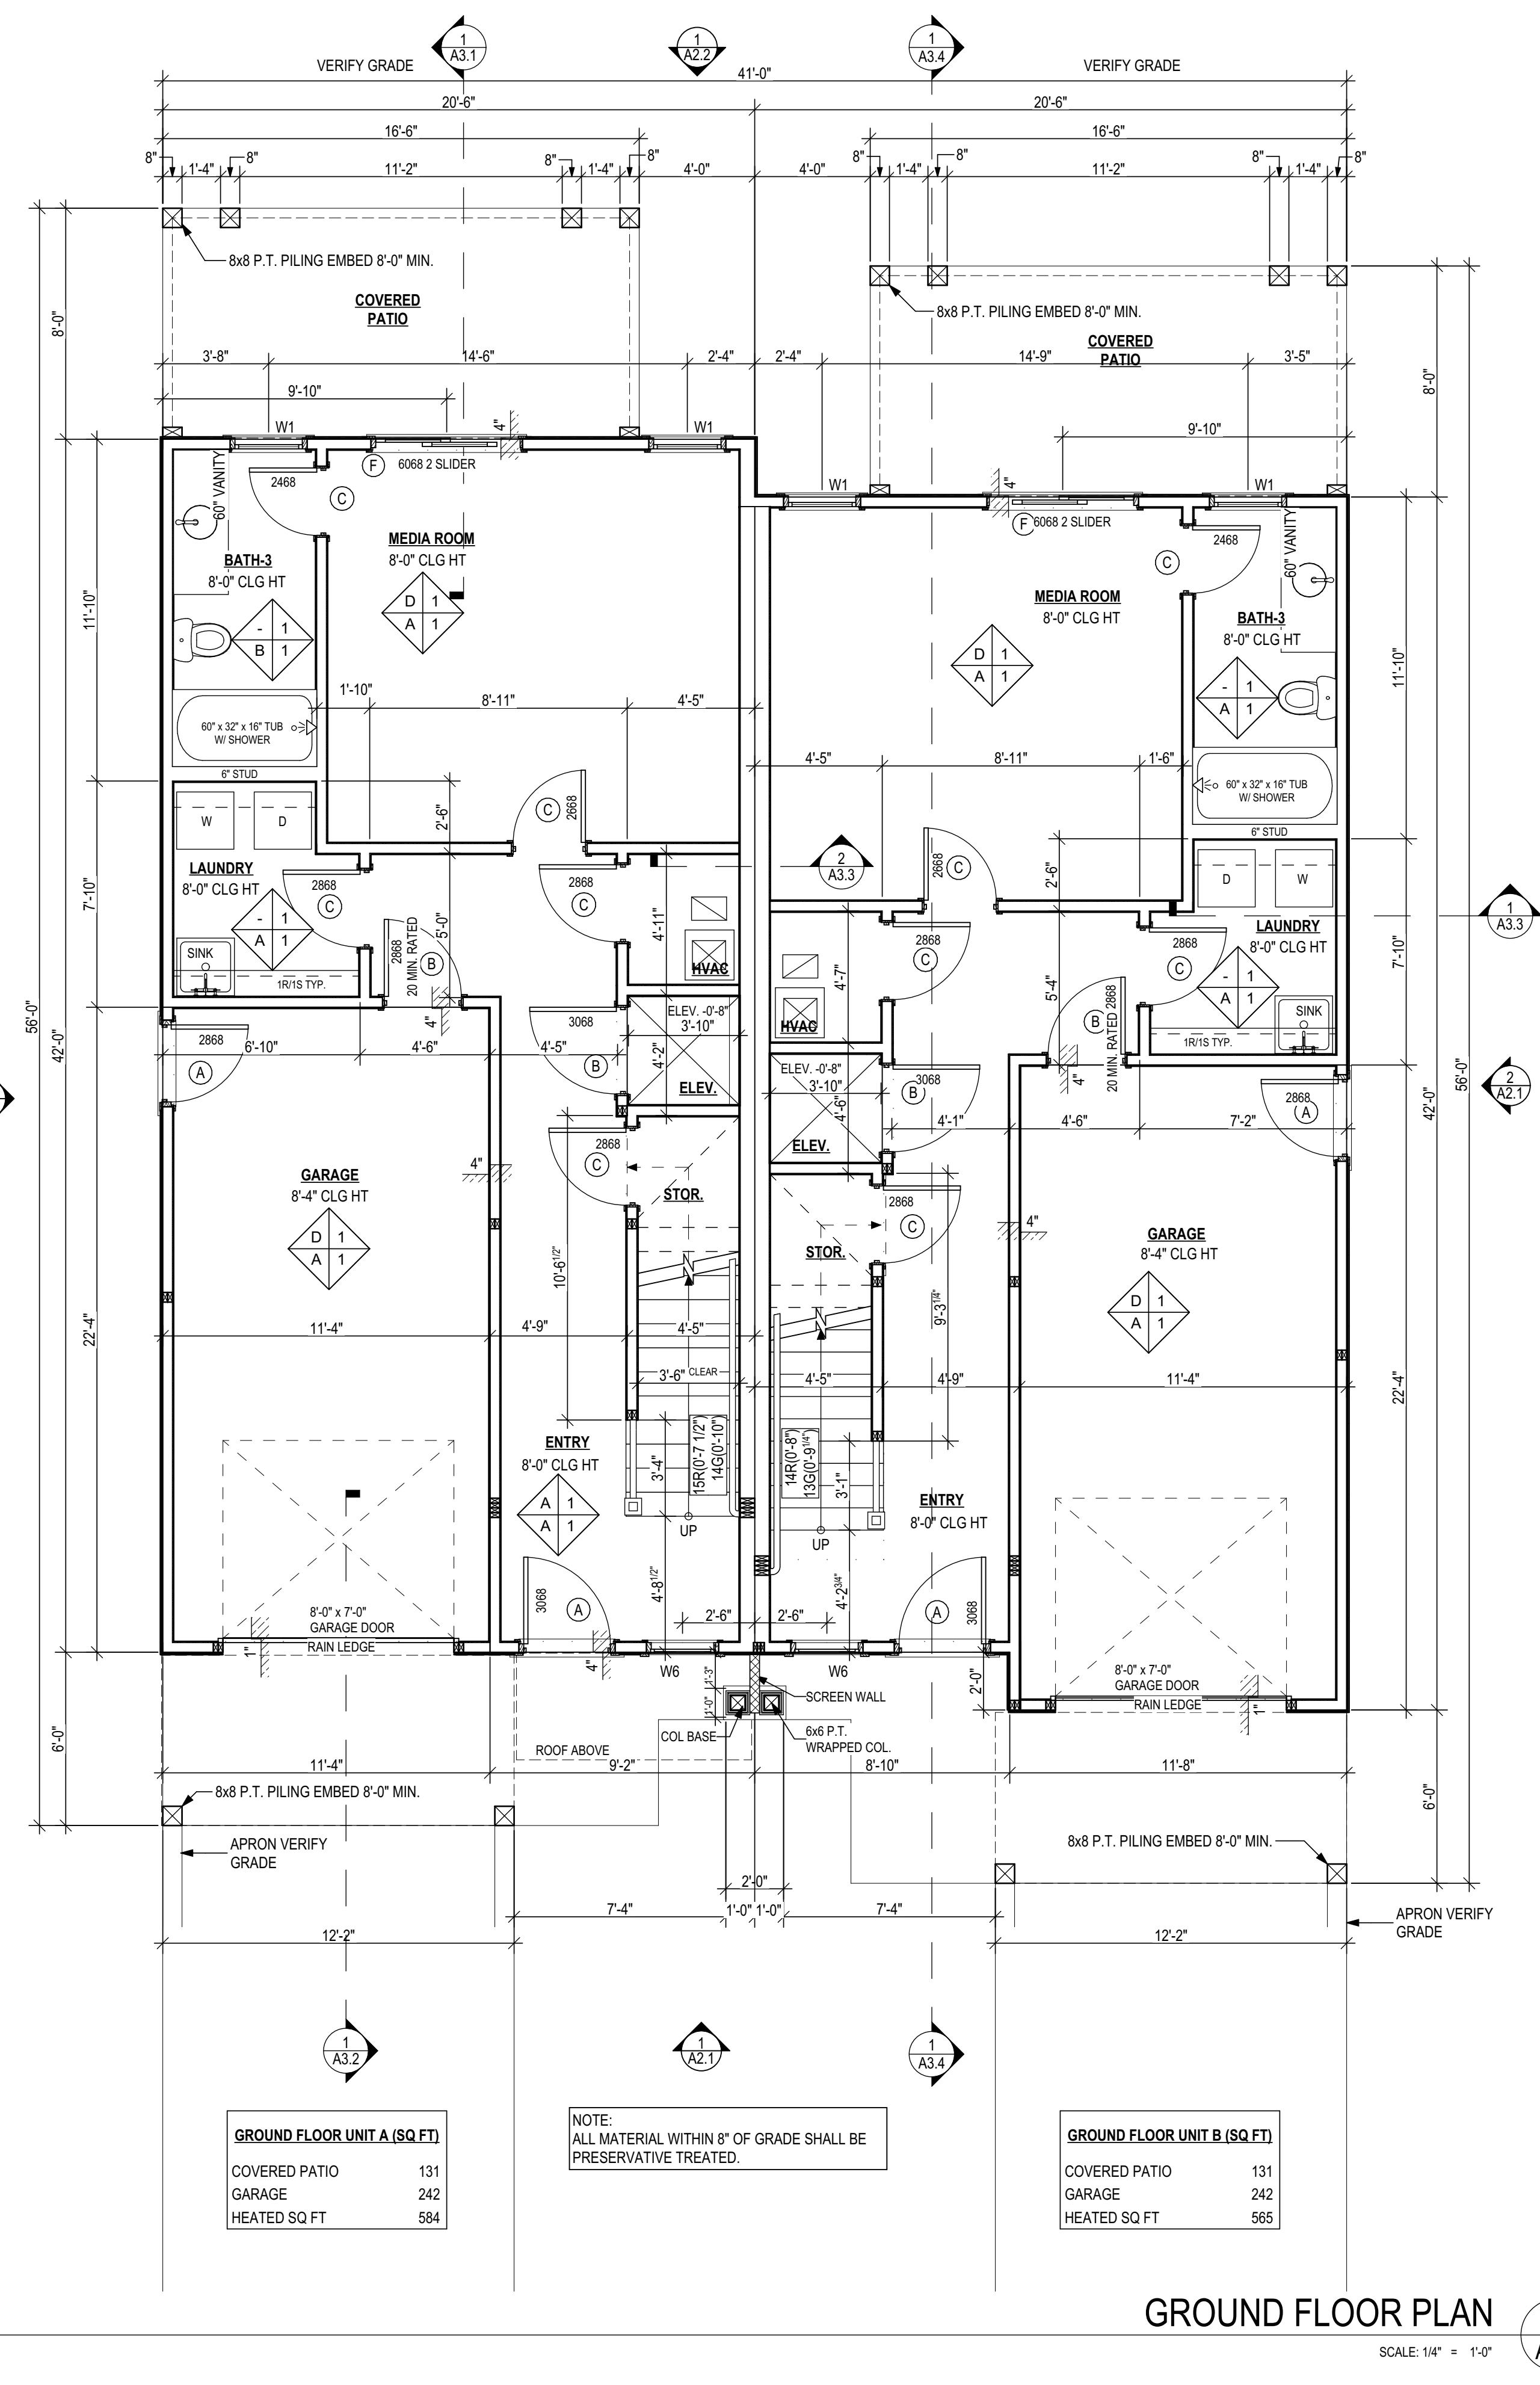 1
A3.1
1
A2.2
1
A3.4
VERIFY GRADE
VERIFY GRADE
41'-0"
20'-6"
20'-6"
16'-6"
16'-6"
8"
1'-4"
8"
11'-2"
8"
1'-4"
8"
4'-0"
4'-0"
8"
1'-4"
8"
11'-2"
8"
1'-4"
8"
8x8 P.T. PILING EMBED 8'-0" MIN.
8x8 P.T. PILING EMBED 8'-0" MIN.
COVERED
PATIO
COVERED
PATIO
8'-0"
8'-0"
3'-8"
14'-6"
2'-4"
2'-4"
14'-9"
3'-5"
9'-10"
9'-10"
W1
4"
W1
F
6068 2 SLIDER
W1
4"
W1
F
6068 2 SLIDER
60" VANITY
2468
C
MEDIA ROOM
8'-0" CLG HT
D
1
A
1
BATH-3
8'-0" CLG HT
-
1
B
1
60" VANITY
2468
C
MEDIA ROOM
8'-0" CLG HT
D
1
A
1
BATH-3
8'-0" CLG HT
-
1
A
1
11'-10"
11'-10"
1'-10"
8'-11"
4'-5"
60" x 32" x 16" TUB
W/ SHOWER
6" STUD
4'-5"
8'-11"
1'-6"
60" x 32" x 16" TUB
W/ SHOWER
6" STUD
W
D
2'-6"
C
2668
LAUNDRY
8'-0" CLG HT
2868
C
-
1
A
1
SINK
1R/1S TYP.
2868
20 MIN. RATED
B
5'-0"
2868
C
4'-11"
HVAC
7'-10"
4"
2
A3.3
2668
C
2'-6"
D
W
LAUNDRY
8'-0" CLG HT
2868
C
-
1
A
1
SINK
1R/1S TYP.
20 MIN. RATED 2868
B
5'-4"
2868
C
4'-7"
HVAC
7'-10"
4"
1
A3.3
56'-0"
42'-0"
42'-0"
56'-0"
2
A2.1
3068
B
ELEV. -0'-8"
3'-10"
4'-2"
ELEV.
2868
A
6'-10"
4'-6"
4'-5"
ELEV. -0'-8"
3'-10"
4'-6"
ELEV.
3068
B
4'-1"
4'-6"
7'-2"
2868
A
2868
C
4"
STOR.
GARAGE
8'-4" CLG HT
D
1
A
1
2868
C
4"
STOR.
GARAGE
8'-4" CLG HT
D
1
A
1
10'-6 1/2"
9'-3 1/4"
22'-4"
22'-4"
11'-4"
4'-9"
4'-5"
3'-6" CLEAR
4'-5"
4'-9"
11'-4"
ENTRY
8'-0" CLG HT
A
1
A
1
3'-4"
15R(0'-7 1/2")
14G(0'-10")
UP
14R(0'-8")
13G(0'-9 1/4")
3'-1"
UP
ENTRY
8'-0" CLG HT
3068
A
4'-8 1/2"
2'-6"
2'-6"
4'-2 3/4"
A
3068
8'-0" x 7'-0"
GARAGE DOOR
RAIN LEDGE
1"
4"
W6
W6
1'-3"
1'-0"
SCREEN WALL
COL BASE
6x6 P.T.
WRAPPED COL.
ROOF ABOVE
2'-0"
8'-0" x 7'-0"
GARAGE DOOR
RAIN LEDGE
1"
11'-4"
9'-2"
8'-10"
11'-8"
6'-0"
6'-0"
8x8 P.T. PILING EMBED 8'-0" MIN.
8x8 P.T. PILING EMBED 8'-0" MIN.
APRON VERIFY
GRADE
APRON VERIFY
GRADE
2'-0"
7'-4"
1'-0"
1'-0"
7'-4"
12'-2"
12'-2"
1
A3.2
1
A2.1
1
A3.4
GROUND FLOOR UNIT A (SQ FT)
COVERED PATIO 131
GARAGE 242
HEATED SQ FT 584
NOTE:
ALL MATERIAL WITHIN 8" OF GRADE SHALL BE
PRESERVATIVE TREATED.
GROUND FLOOR UNIT B (SQ FT)
COVERED PATIO 131
GARAGE 242
HEATED SQ FT 565
GROUND FLOOR PLAN
SCALE: 1/4" = 1'-0"